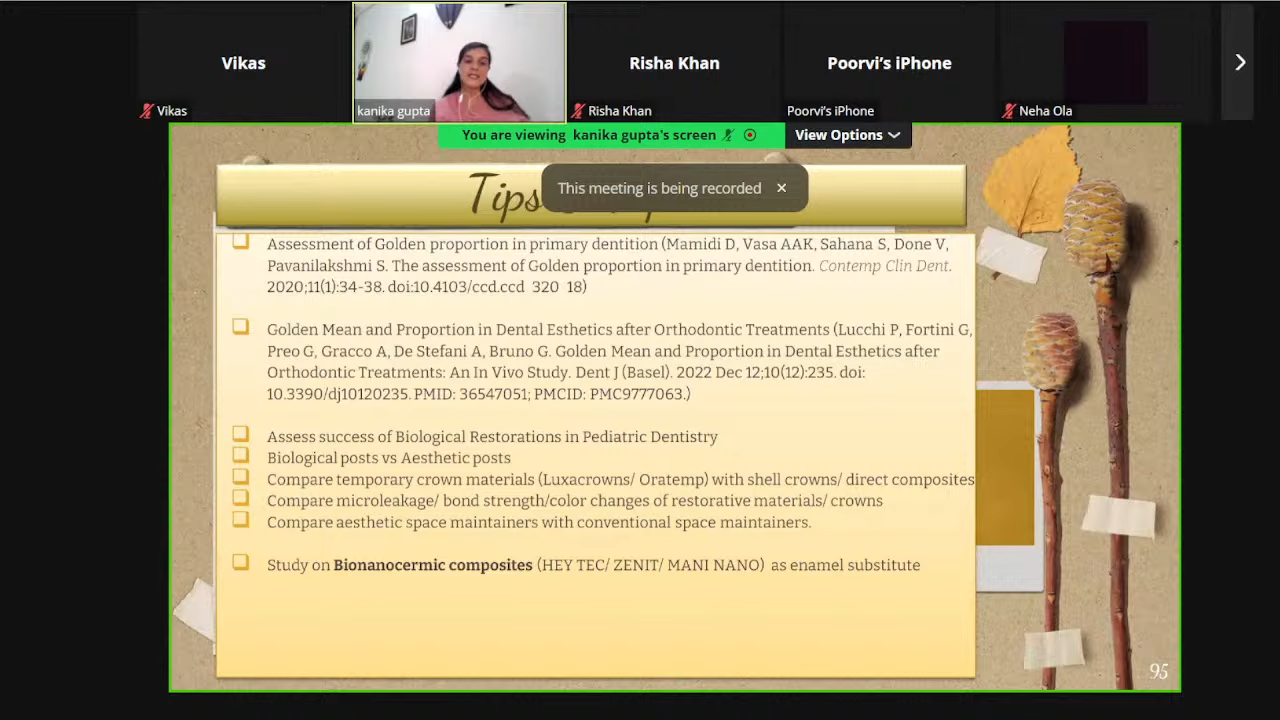 Vikas
Risha Khan
Poorvi's iPhone
Vikas
kanika gupta
Risha Khan
Poorvi's iPhone
Neha Ola
You are viewing kanika gupta's screen
View Options
This meeting is being recorded
Tips
Assessment of Golden proportion in primary dentition (Mamidi D, Vasa AAK, Sahana S, Done V,
Pavanilakshmi S. The assessment of Golden proportion in primary dentition. Contemp Clin Dent.
2020;11(1):34-38. doi:10.4103/ccd.ccd 320 18)
Golden Mean and Proportion in Dental Esthetics after Orthodontic Treatments (Lucchi P, Fortini G,
Preo G, Gracco A, De Stefani A, Bruno G. Golden Mean and Proportion in Dental Esthetics after
Orthodontic Treatments: An In Vivo Study. Dent J (Basel). 2022 Dec 12;10(12):235. doi:
10.3390/dj10120235. PMID: 36547051; PMCID: PMC9777063.)
Assess success of Biological Restorations in Pediatric Dentistry
Biological posts vs Aesthetic posts
Compare temporary crown materials (Luxacrowns/ Oratemp) with shell crowns/ direct composites
Compare microleakage/ bond strength/color changes of restorative materials/ crowns
Compare aesthetic space maintainers with conventional space maintainers.
Study on Bionanocermic composites (HEY TEC/ ZENIT/ MANI NANO) as enamel substitute
95